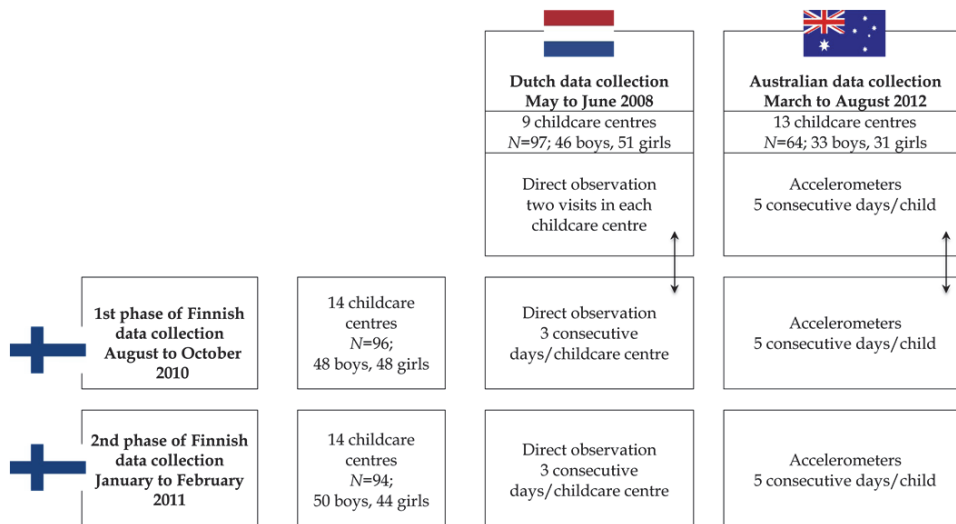 Dutch data collection
May to June 2008
9 childcare centres
N=97; 46 boys, 51 girls
Direct observation
two visits in each
childcare centre
Australian data collection
March to August 2012
13 childcare centres
N=64; 33 boys, 31 girls
Accelerometers
5 consecutive days/child
1st phase of Finnish
data collection
August to October
2010
14 childcare
centres
N=96;
48 boys, 48 girls
Direct observation
3 consecutive
days/childcare centre
Accelerometers
5 consecutive days/child
2nd phase of Finnish
data collection
January to February
2011
14 childcare
centres
N=94;
50 boys, 44 girls
Direct observation
3 consecutive
days/childcare centre
Accelerometers
5 consecutive days/child